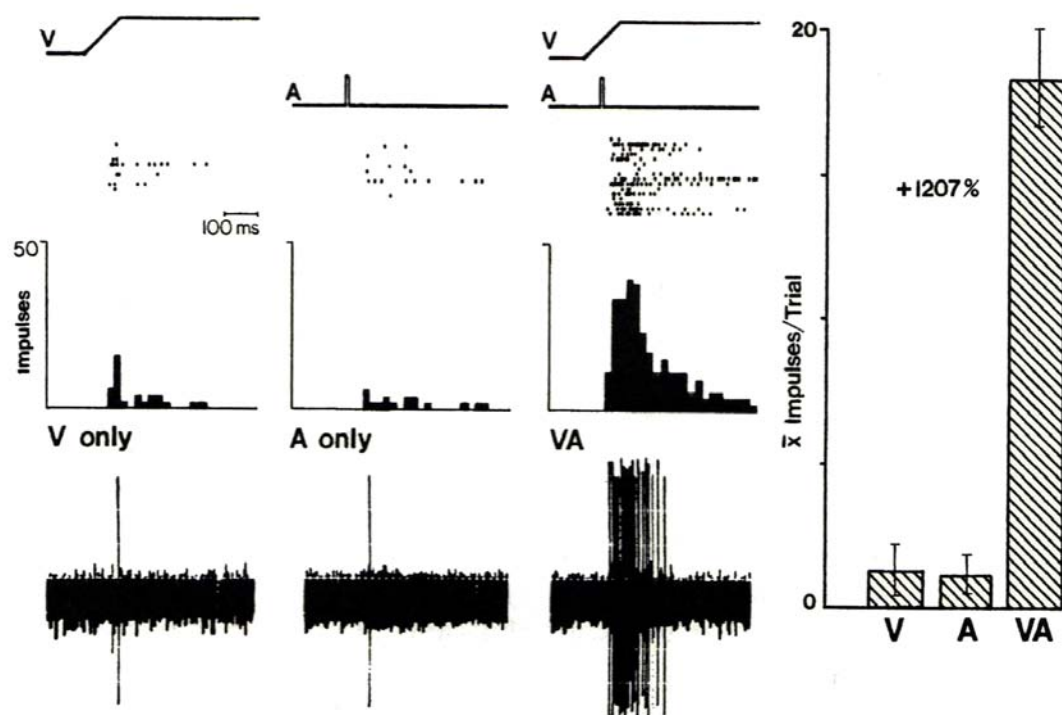 V
A
V
A
100 ms
50
Impulses
V only
A only
VA
20
x̄ Impulses/Trial
+1207%
0
V
A
VA